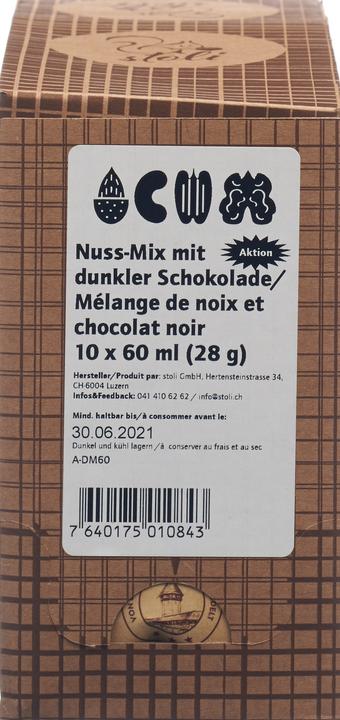 stoli
Nuss-Mix mit
Aktion
dunkler Schokolade/
Mélange de noix et
chocolat noir
10 x 60 ml (28 g)
Hersteller/Produit par: stoli GmbH, Hertensteinstrasse 34,
CH-6004 Luzern
Infos&Feedback: 041 410 62 62 / info@stoli.ch
Mind. haltbar bis/à consommer avant le:
30.06.2021
Dunkel und kühl lagern /à conserver au frais et au sec
A-DM60
7 640175 010843
VON